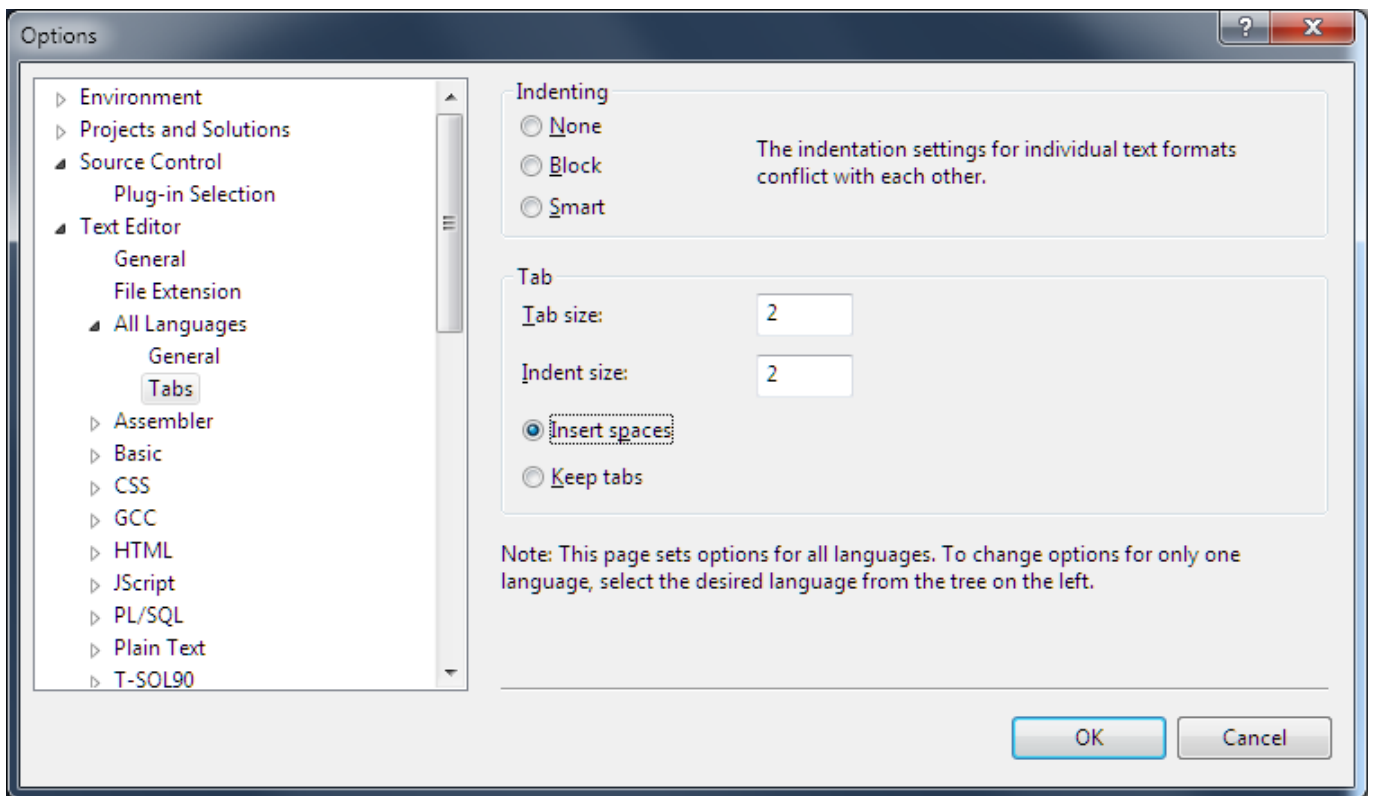 Options
?
X
Environment
Projects and Solutions
Source Control
Plug-in Selection
Text Editor
General
File Extension
All Languages
General
Tabs
Assembler
Basic
CSS
GCC
HTML
JScript
PL/SQL
Plain Text
T-SQL90
Indenting
None
Block
Smart
The indentation settings for individual text formats
conflict with each other.
Tab
Tab size: 2
Indent size: 2
Insert spaces
Keep tabs
Note: This page sets options for all languages. To change options for only one
language, select the desired language from the tree on the left.
OK Cancel